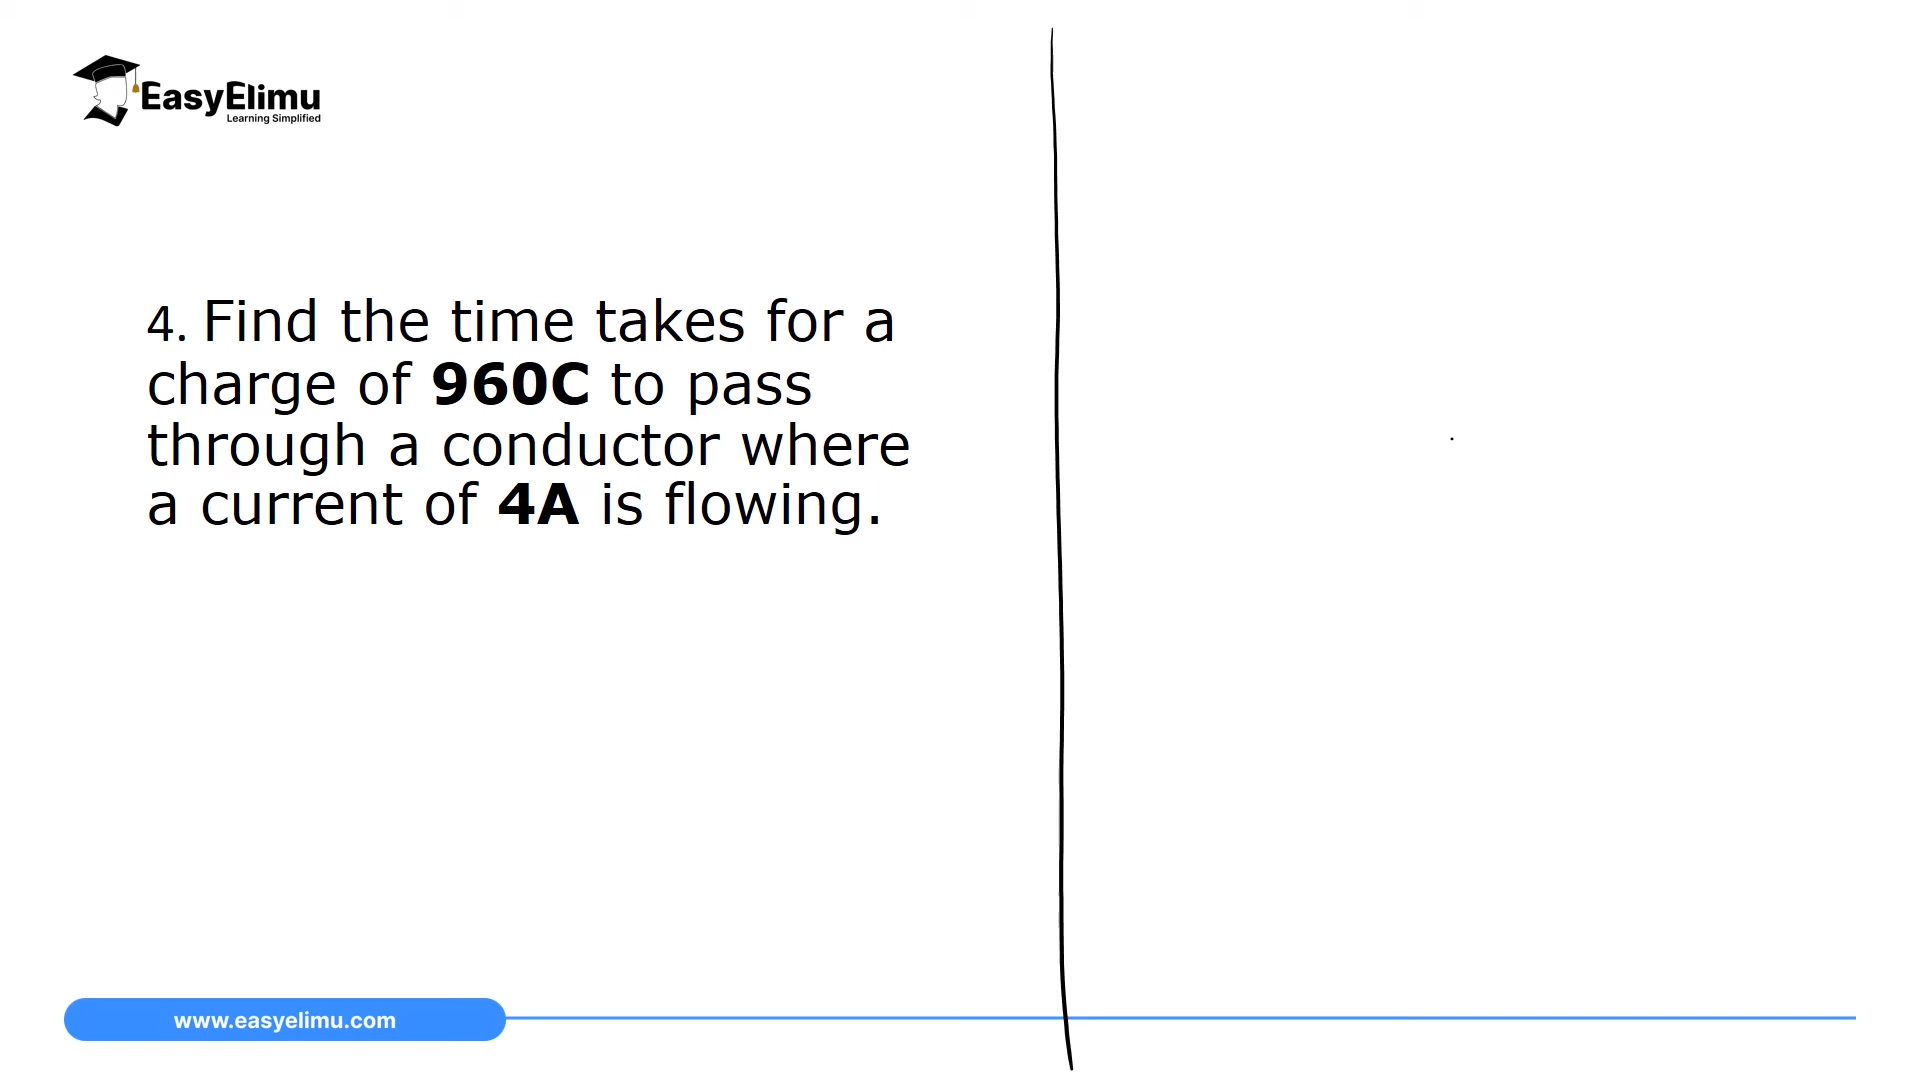 EasyElimu
Learning Simplified
4. Find the time takes for a
charge of 960C to pass
through a conductor where
a current of 4A is flowing.
www.easyelimu.com